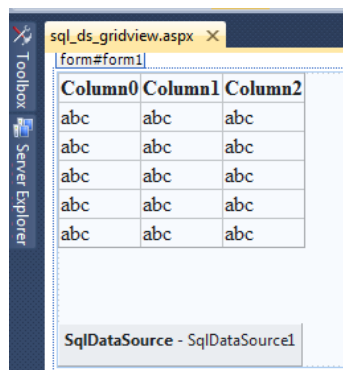 sql_ds_gridview.aspx
form#form1
Toolbox
Server Explorer
Column0 Column1 Column2
abc abc abc
abc abc abc
abc abc abc
abc abc abc
abc abc abc
SqlDataSource - SqlDataSource1